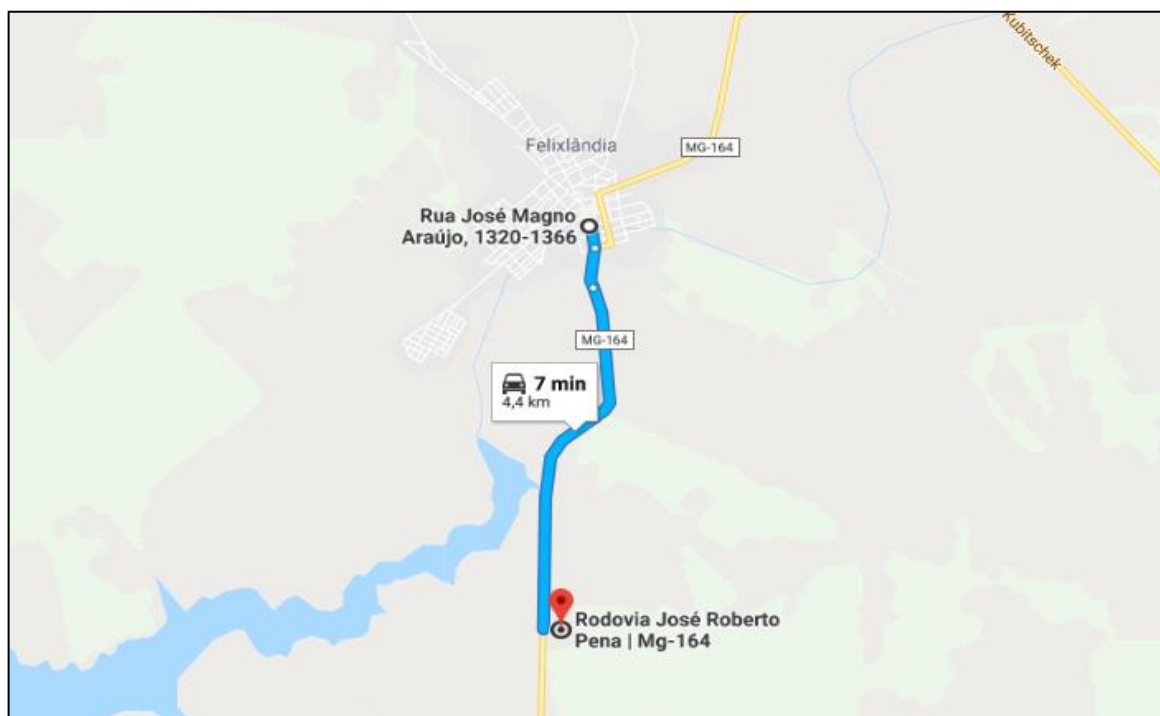 Kubitschek
Felixlândia
MG-164
Rua José Magno
Araújo, 1320-1366
MG-164
7 min
4,4 km
Rodovia José Roberto
Pena | Mg-164